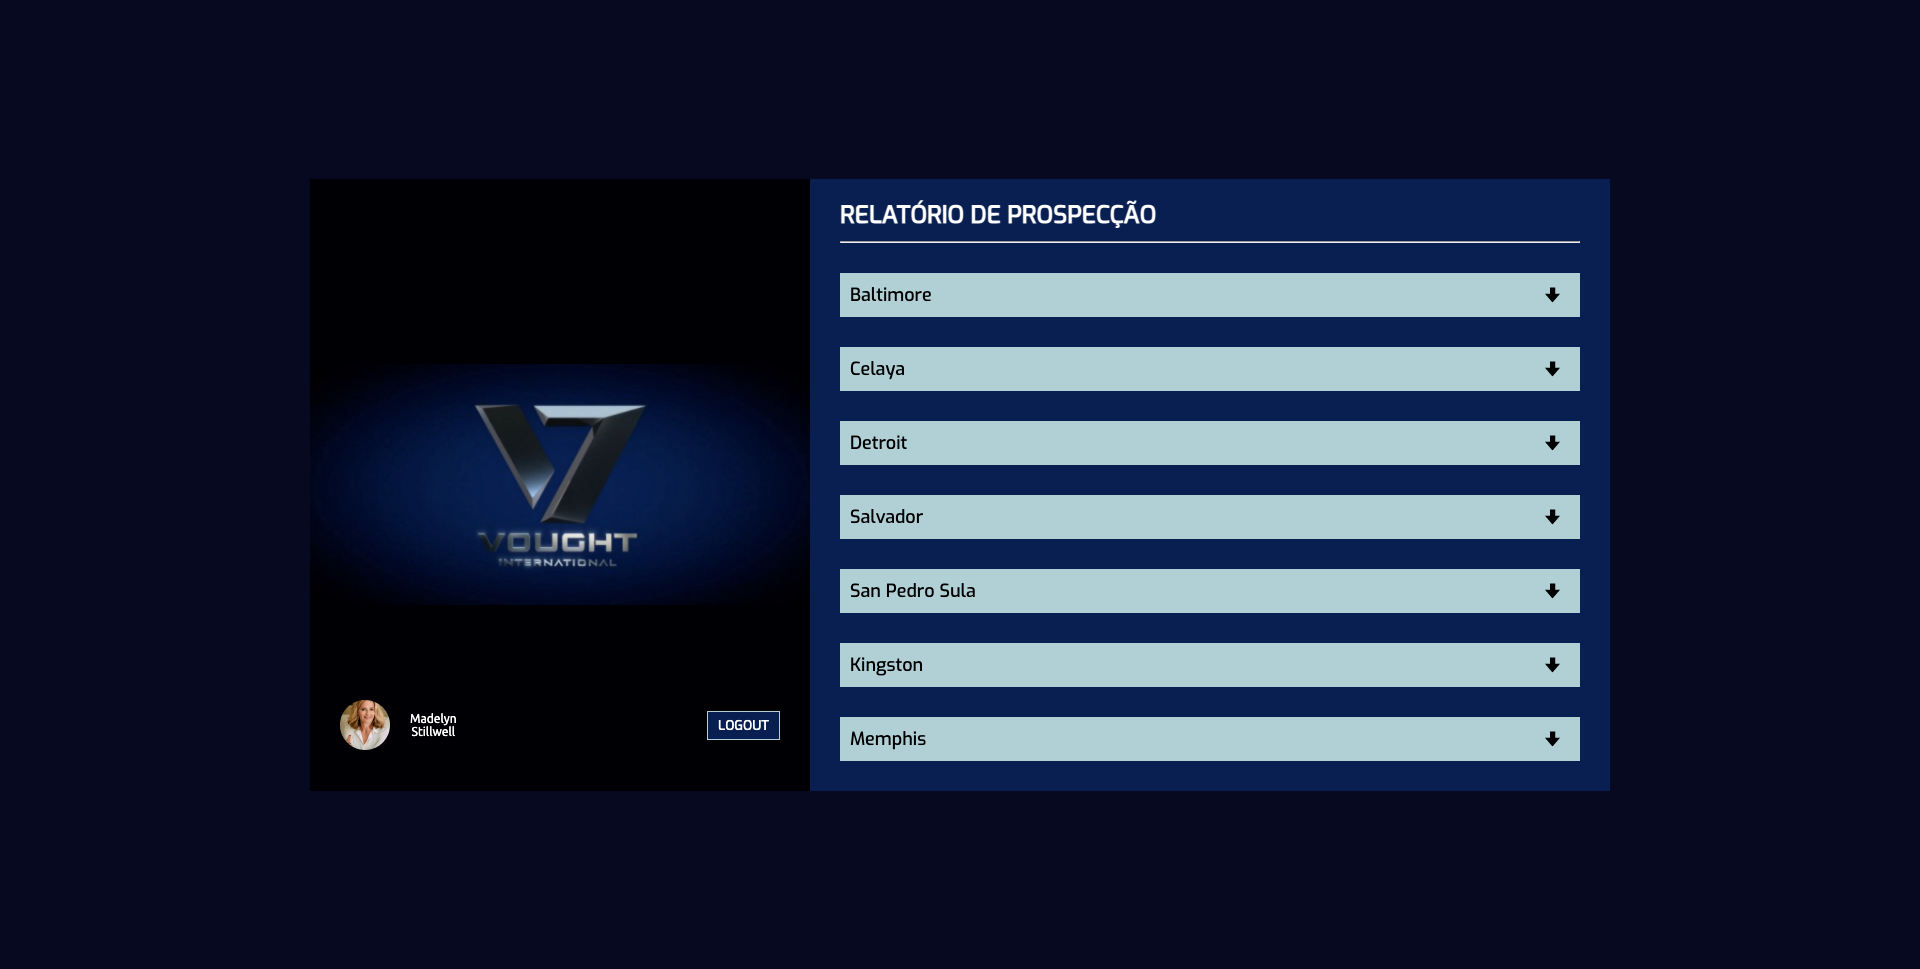 VOUGHT
INTERNATIONAL
Madelyn
Stillwell
LOGOUT
RELATÓRIO DE PROSPECÇÃO
Baltimore
Celaya
Detroit
Salvador
San Pedro Sula
Kingston
Memphis